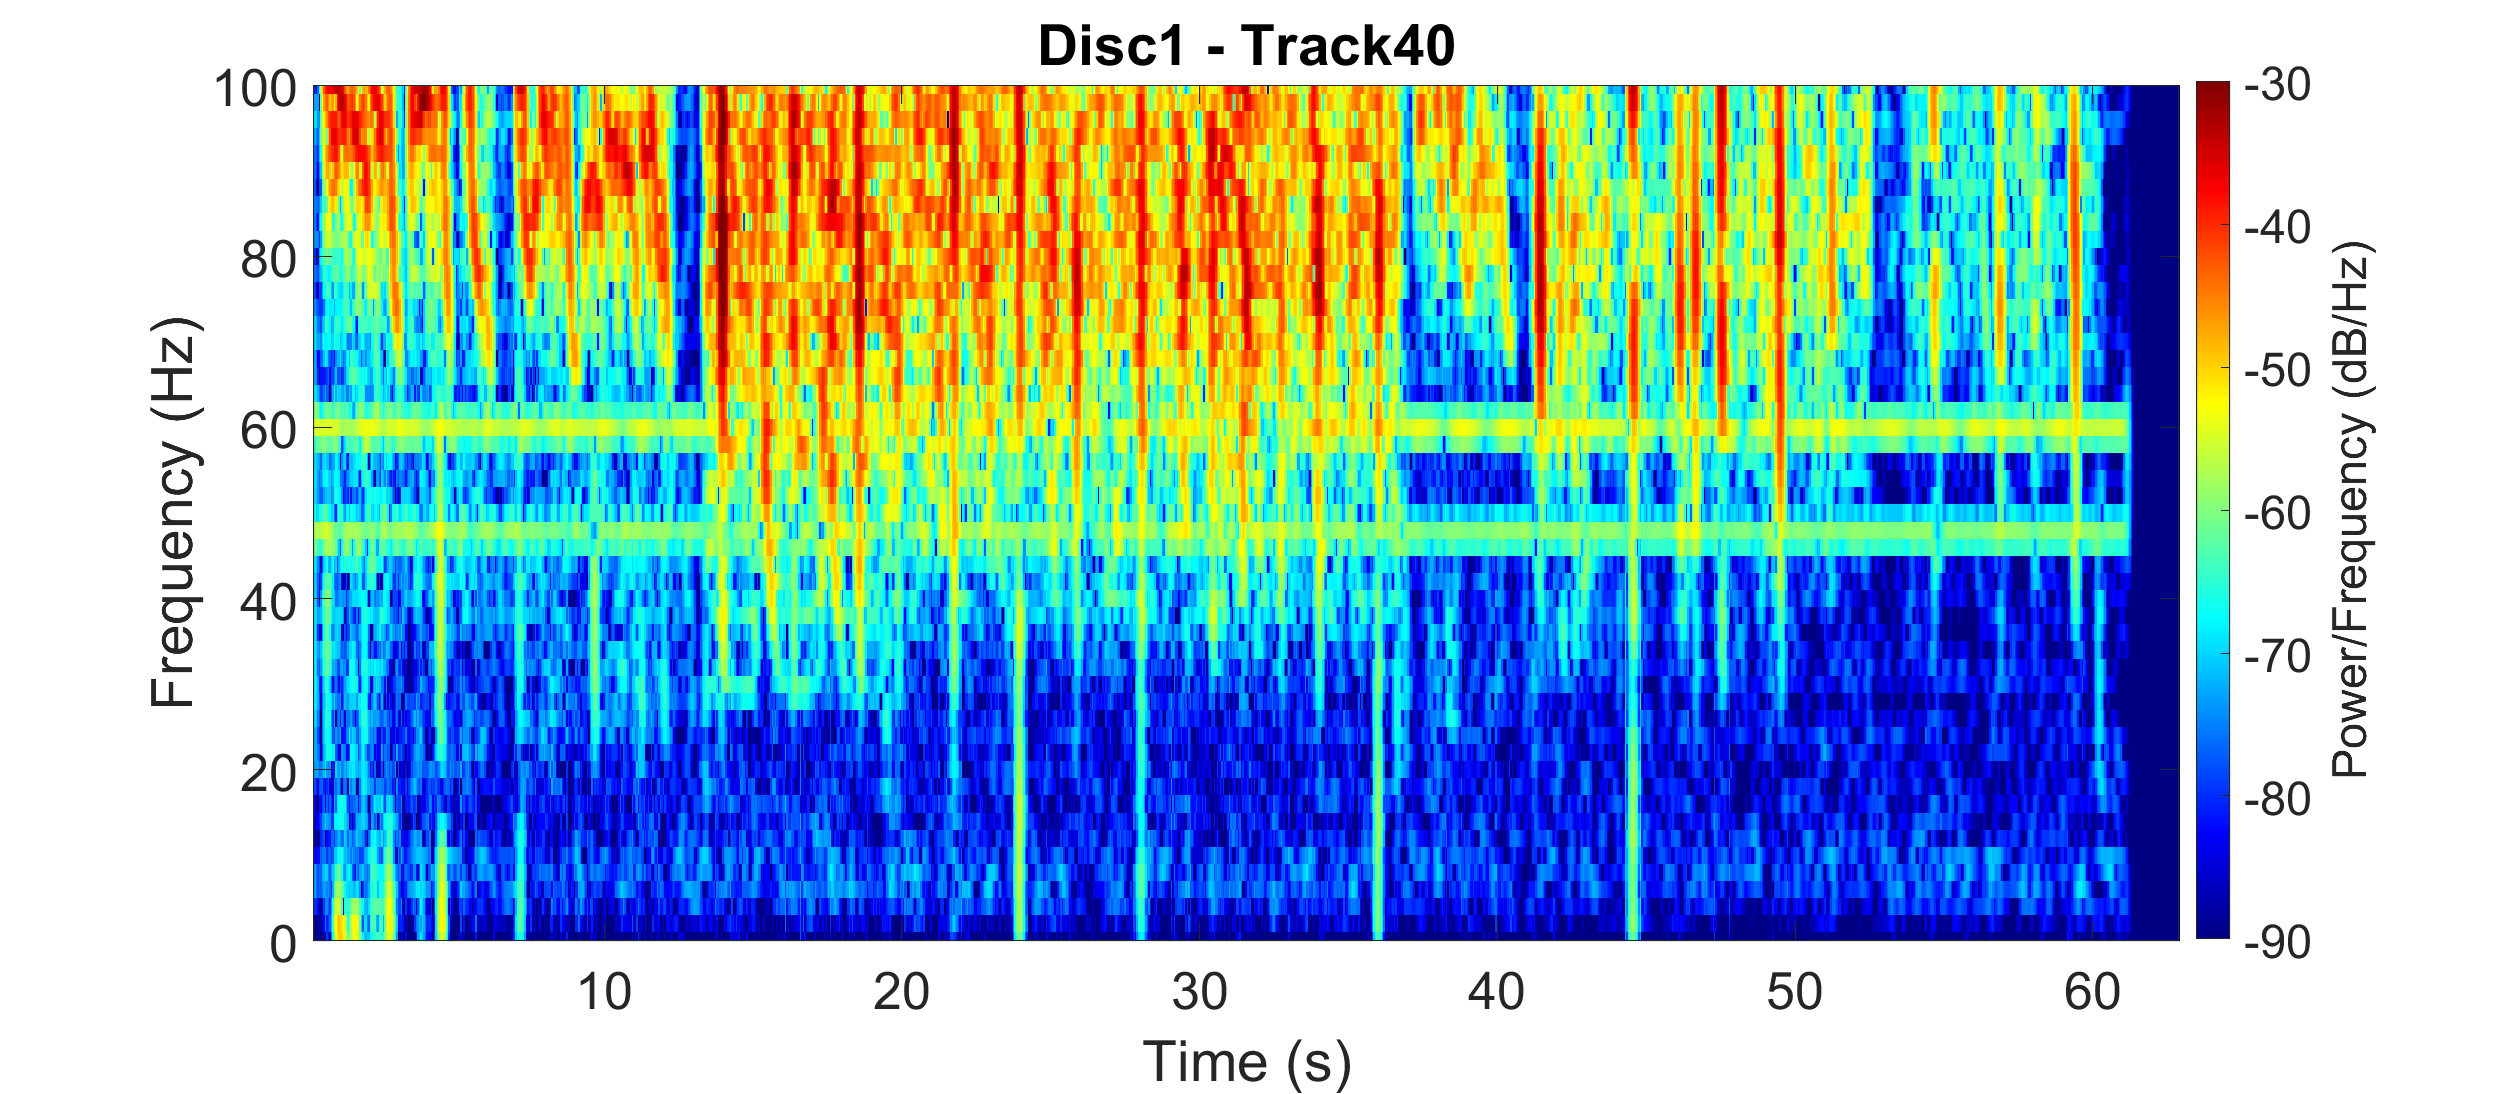 Disc1 - Track40
100
80
60
40
20
0
Frequency (Hz)
10 20 30 40 50 60
Time (s)
-30
-40
-50
-60
-70
-80
-90
Power/Frequency (dB/Hz)